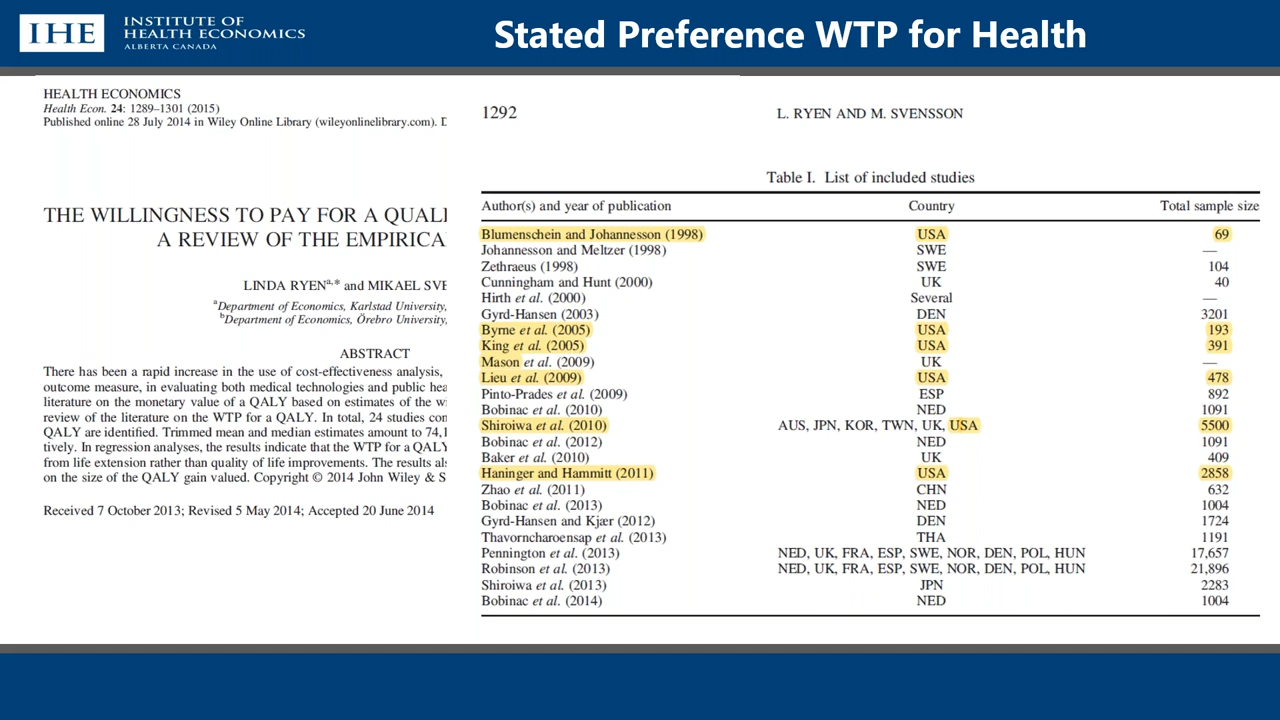 IHE
INSTITUTE OF
HEALTH ECONOMICS
ALBERTA CANADA
Stated Preference WTP for Health
HEALTH ECONOMICS
Health Econ. 24: 1289–1301 (2015)
Published online 28 July 2014 in Wiley Online Library (wileyonlinelibrary.com). D
THE WILLINGNESS TO PAY FOR A QUALI
A REVIEW OF THE EMPIRICA
LINDA RYENa,* and MIKAEL SVE
aDepartment of Economics, Karlstad University,
bDepartment of Economics, Örebro University,
ABSTRACT
There has been a rapid increase in the use of cost-effectiveness analysis,
outcome measure, in evaluating both medical technologies and public hea
literature on the monetary value of a QALY based on estimates of the wi
review of the literature on the WTP for a QALY. In total, 24 studies con
QALY are identified. Trimmed mean and median estimates amount to 74,1
tively. In regression analyses, the results indicate that the WTP for a QALY
from life extension rather than quality of life improvements. The results als
on the size of the QALY gain valued. Copyright © 2014 John Wiley & S
Received 7 October 2013; Revised 5 May 2014; Accepted 20 June 2014
1292 L. RYEN AND M. SVENSSON
Table I. List of included studies
Author(s) and year of publication Country Total sample size
Blumenschein and Johannesson (1998) USA 69
Johannesson and Meltzer (1998) SWE —
Zethraeus (1998) SWE 104
Cunningham and Hunt (2000) UK 40
Hirth et al. (2000) Several —
Gyrd-Hansen (2003) DEN 3201
Byrne et al. (2005) USA 193
King et al. (2005) USA 391
Mason et al. (2009) UK —
Lieu et al. (2009) USA 478
Pinto-Prades et al. (2009) ESP 892
Bobinac et al. (2010) NED 1091
Shiroiwa et al. (2010) AUS, JPN, KOR, TWN, UK, USA 5500
Bobinac et al. (2012) NED 1091
Baker et al. (2010) UK 409
Haninger and Hammitt (2011) USA 2858
Zhao et al. (2011) CHN 632
Bobinac et al. (2013) NED 1004
Gyrd-Hansen and Kjær (2012) DEN 1724
Thavorncharoensap et al. (2013) THA 1191
Pennington et al. (2013) NED, UK, FRA, ESP, SWE, NOR, DEN, POL, HUN 17,657
Robinson et al. (2013) NED, UK, FRA, ESP, SWE, NOR, DEN, POL, HUN 21,896
Shiroiwa et al. (2013) JPN 2283
Bobinac et al. (2014) NED 1004